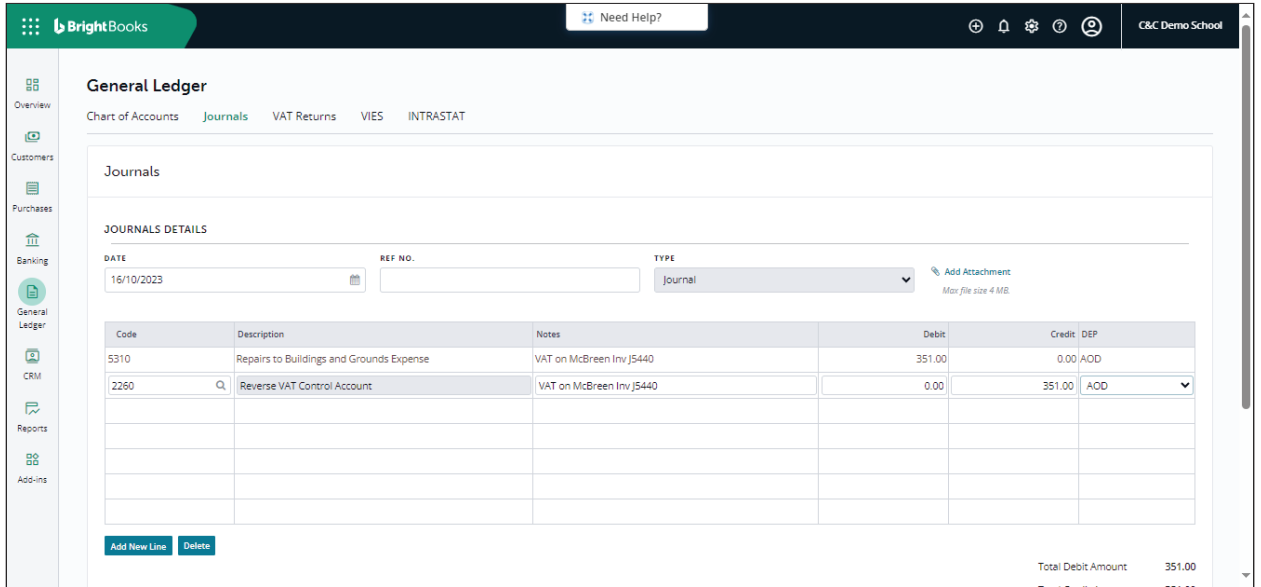 BrightBooks
Need Help?
C&C Demo School
Overview
Customers
Purchases
Banking
General
Ledger
CRM
Reports
Add-ins
General Ledger
Chart of Accounts Journals VAT Returns VIES INTRASTAT
Journals
JOURNALS DETAILS
DATE REF NO. TYPE
16/10/2023 Journal
Add Attachment
Max file size 4 MB.
Code Description Notes Debit Credit DEP
5310 Repairs to Buildings and Grounds Expense VAT on McBreen Inv J5440 351.00 0.00 AOD
2260 Reverse VAT Control Account VAT on McBreen Inv J5440 0.00 351.00 AOD
Add New Line Delete
Total Debit Amount 351.00